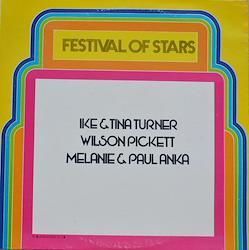 FESTIVAL OF STARS
IKE & TINA TURNER
WILSON PICKETT
MELANIE & PAUL ANKA